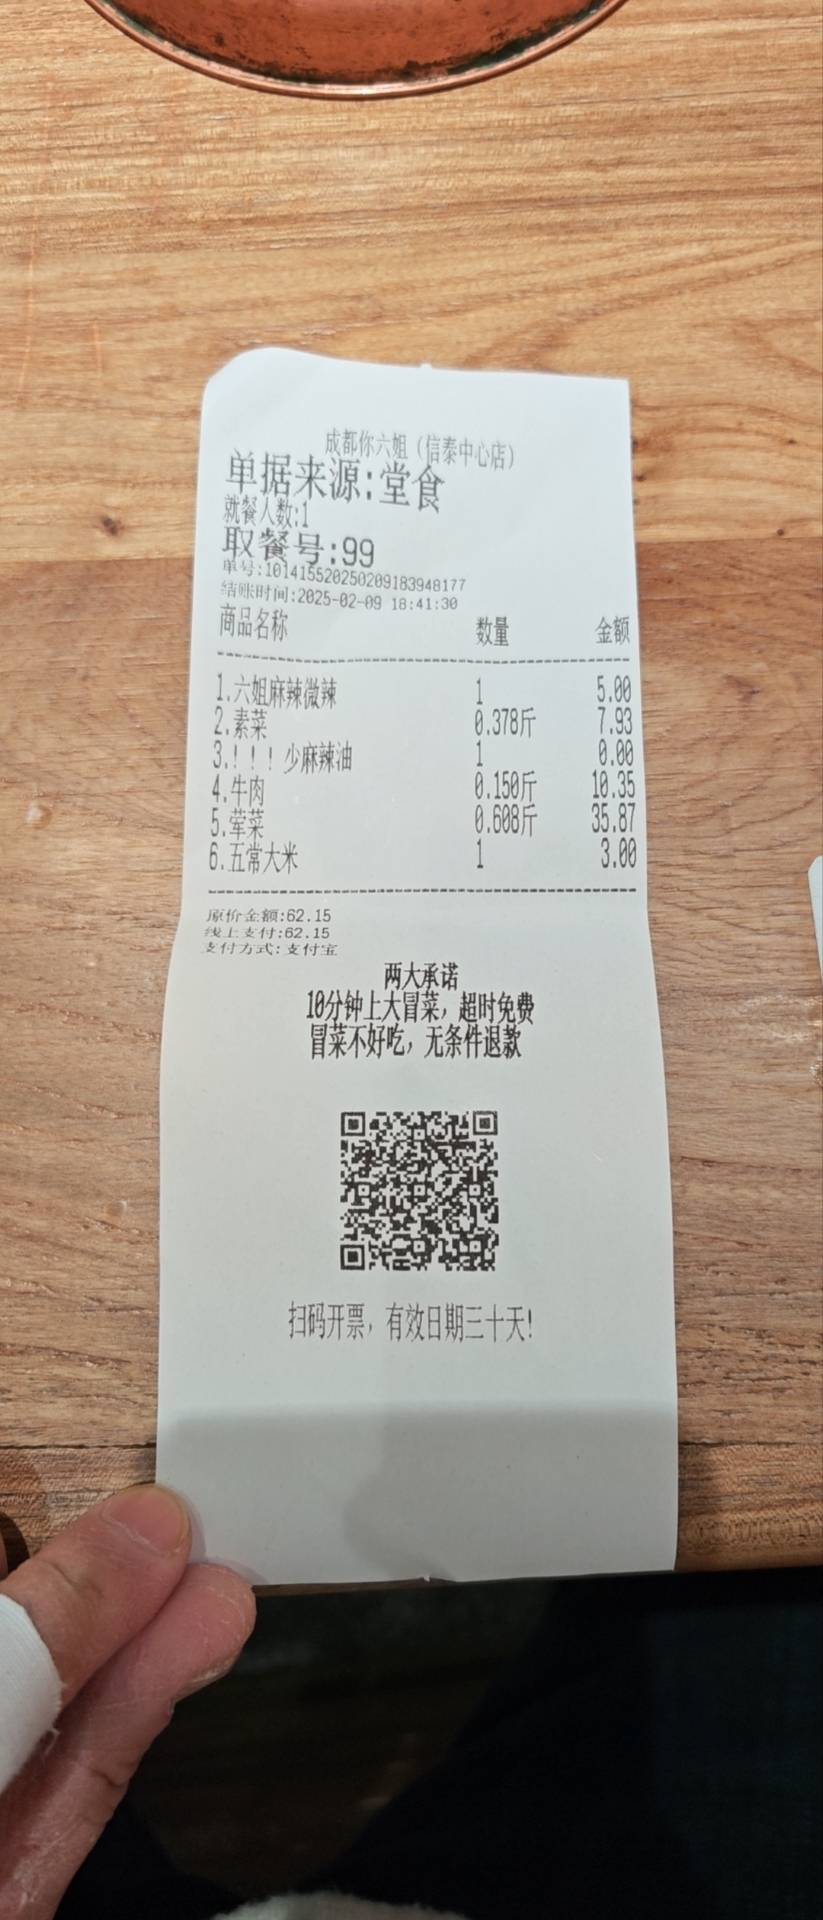 成都你六姐（信泰中心店）
单据来源:堂食
就餐人数:1
取餐号:99
单号:101415520250209183948177
结账时间:2025-02-09 18:41:30
商品名称 数量 金额
1.六姐麻辣微辣 1 5.00
2.素菜 0.378斤 7.93
3.！！！少麻辣油 1 0.00
4.牛肉 0.150斤 10.35
5.荤菜 0.608斤 35.87
6.五常大米 1 3.00
原价金额:62.15
线上支付:62.15
支付方式:支付宝
两大承诺
10分钟上大冒菜，超时免费
冒菜不好吃，无条件退款
扫码开票，有效日期三十天!